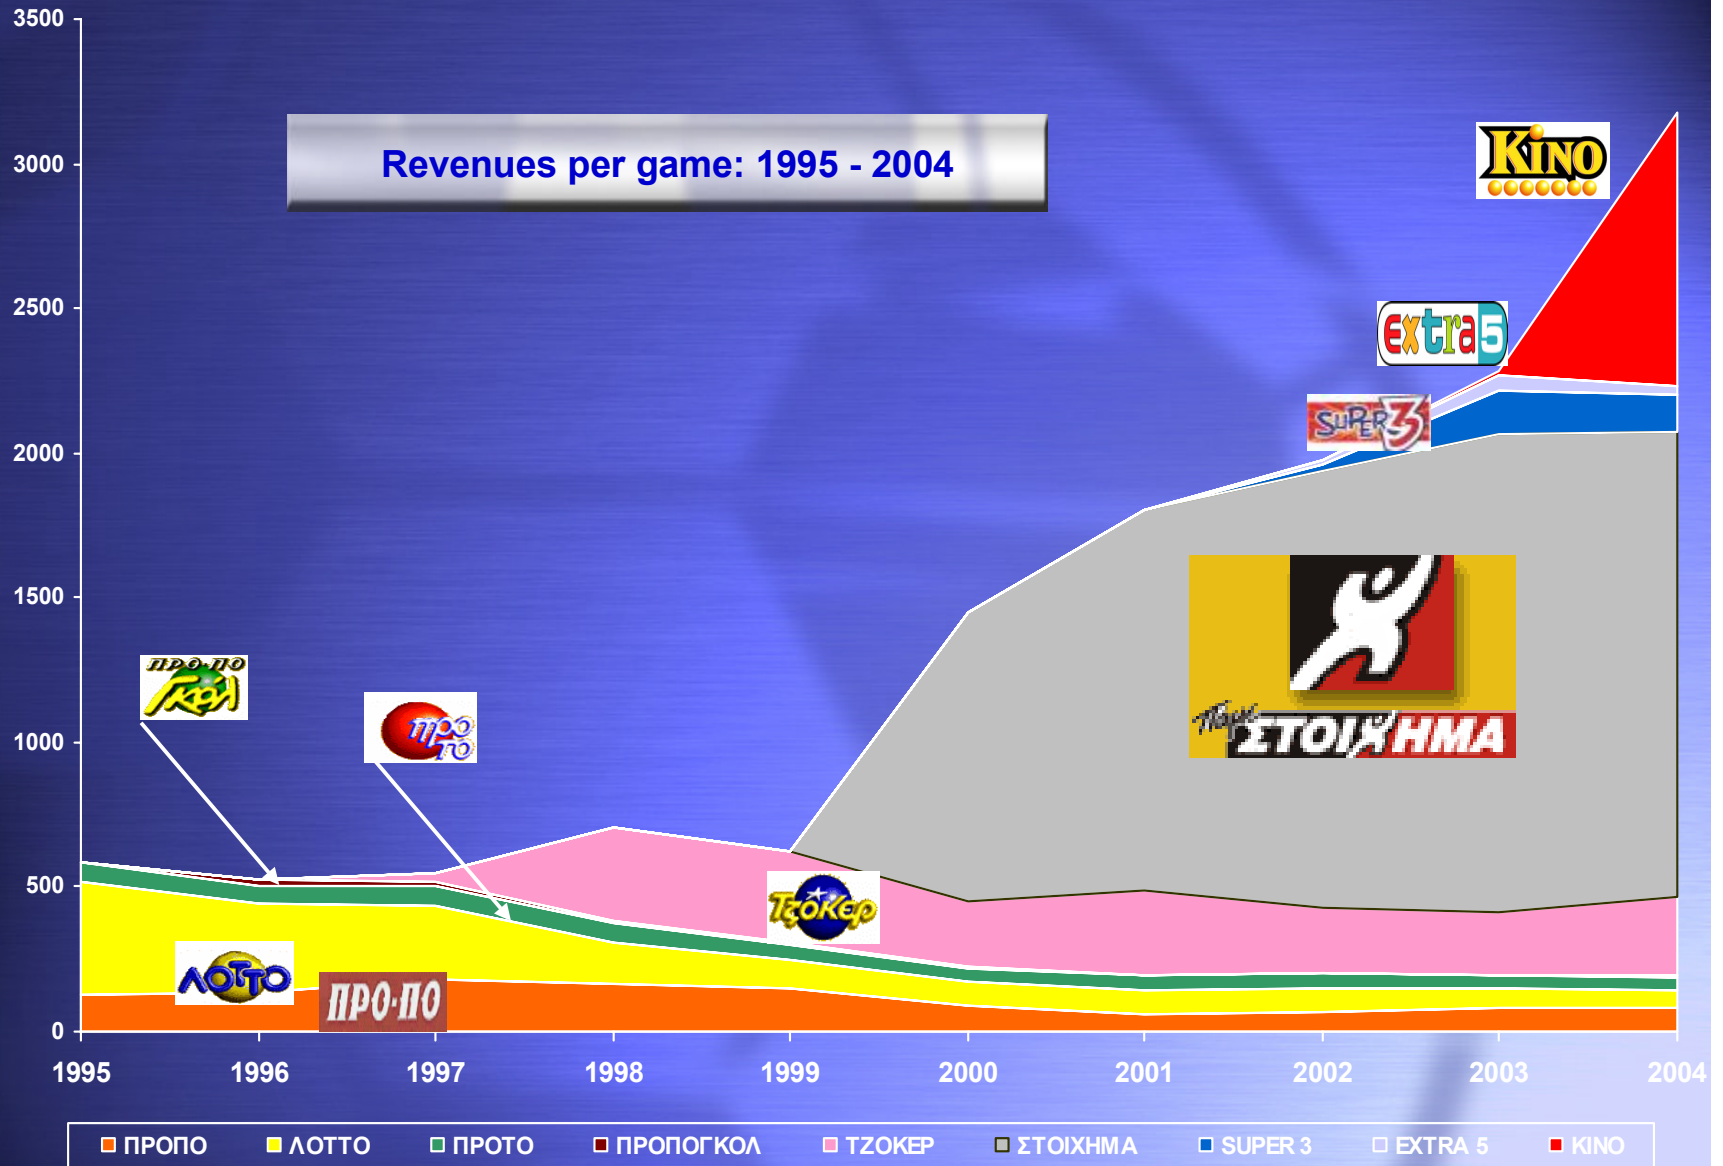 3500
Revenues per game: 1995 - 2004
3000
KINO
2500
extra 5
SUPER 3
2000
1500
Πάμε
ΣΤΟΙΧΗΜΑ
ΠΡΟ·ΠΟ
Γκόλ
προ
το
1000
500
Τζόκερ
ΛΟΤΤΟ
ΠΡΟ·ΠΟ
0
1995 1996 1997 1998 1999 2000 2001 2002 2003 2004
ΠΡΟΠΟ ΛΟΤΤΟ ΠΡΟΤΟ ΠΡΟΠΟΓΚΟΛ ΤΖΟΚΕΡ ΣΤΟΙΧΗΜΑ SUPER 3 EXTRA 5 KINO